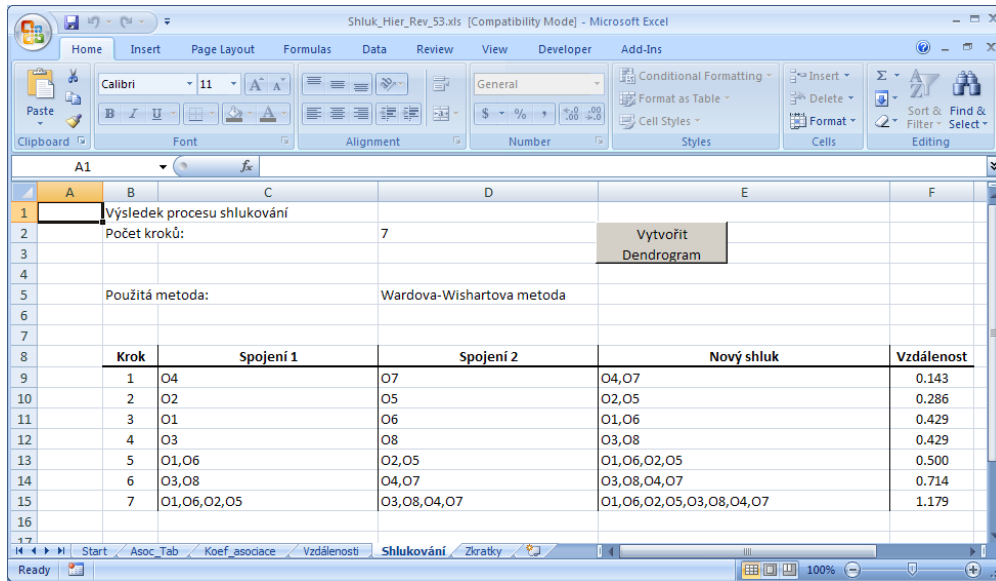 Shluk_Hier_Rev_53.xls [Compatibility Mode] - Microsoft Excel
Home Insert Page Layout Formulas Data Review View Developer Add-Ins
Paste
Clipboard
Calibri 11 A A
B I U A
Font
Alignment
General
$ % ,
Number
Conditional Formatting
Format as Table
Cell Styles
Styles
Insert
Delete
Format
Cells
Σ
Sort & Filter
Find & Select
Editing
A1 fx
A B C D E F
1 Výsledek procesu shlukování
2 Počet kroků: 7
Vytvořit
Dendrogram
3
4
5 Použitá metoda: Wardova-Wishartova metoda
6
7
8 Krok Spojení 1 Spojení 2 Nový shluk Vzdálenost
9 1 O4 O7 O4,O7 0.143
10 2 O2 O5 O2,O5 0.286
11 3 O1 O6 O1,O6 0.429
12 4 O3 O8 O3,O8 0.429
13 5 O1,O6 O2,O5 O1,O6,O2,O5 0.500
14 6 O3,O8 O4,O7 O3,O8,O4,O7 0.714
15 7 O1,O6,O2,O5 O3,O8,O4,O7 O1,O6,O2,O5,O3,O8,O4,O7 1.179
16
17
Start Asoc_Tab Koef_asociace Vzdálenosti Shlukování Zkratky
Ready 100%